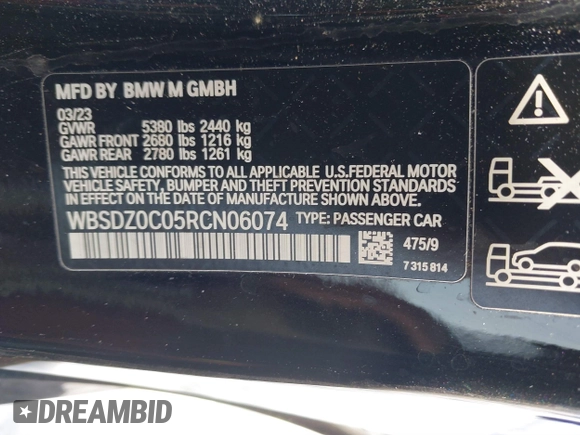 MFD BY BMW M GMBH
03/23
GVWR 5380 lbs 2440 kg
GAWR FRONT 2680 lbs 1216 kg
GAWR REAR 2780 lbs 1261 kg
THIS VEHICLE CONFORMS TO ALL APPLICABLE U.S.FEDERAL MOTOR
VEHICLE SAFETY, BUMPER AND THEFT PREVENTION STANDARDS
IN EFFECT ON THE DATE OF MANUFACTURE SHOWN ABOVE.
WBSDZ0C05RCN06074 TYPE: PASSENGER CAR
475/9
7 315 814
DREAMBID